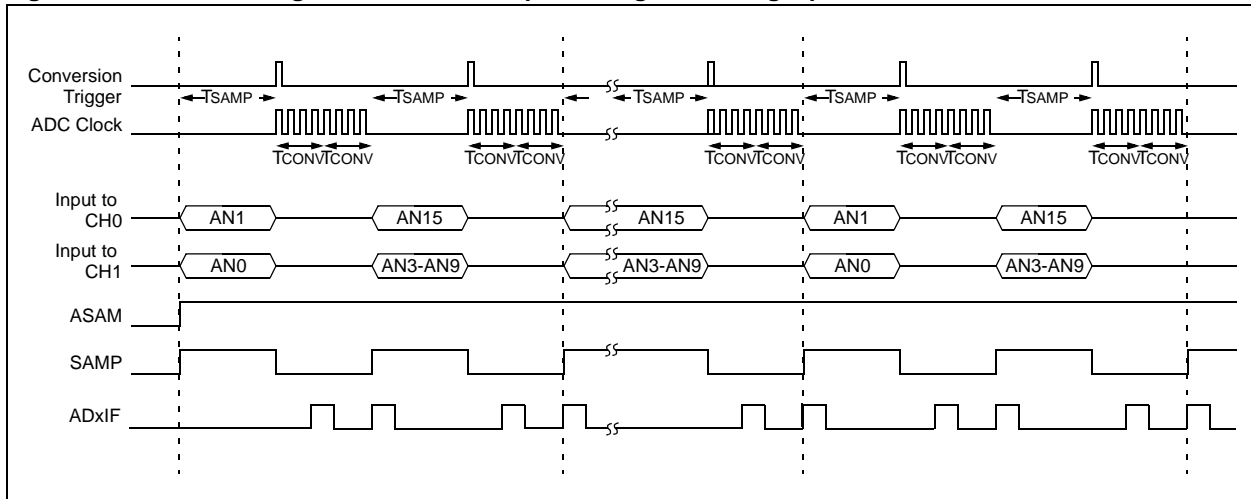 Conversion
Trigger
TSAMP TSAMP TSAMP TSAMP TSAMP
ADC Clock
TCONV TCONV TCONV TCONV TCONV TCONV TCONV TCONV TCONV TCONV
Input to
CH0
AN1 AN15 AN15 AN1 AN15
Input to
CH1
AN0 AN3-AN9 AN3-AN9 AN0 AN3-AN9
ASAM
SAMP
ADxIF